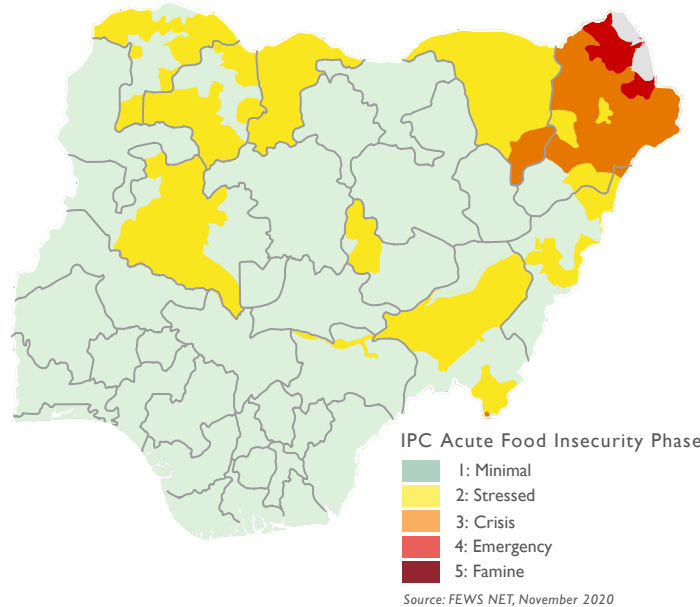 IPC Acute Food Insecurity Phase
1: Minimal
2: Stressed
3: Crisis
4: Emergency
5: Famine
Source: FEWS NET, November 2020